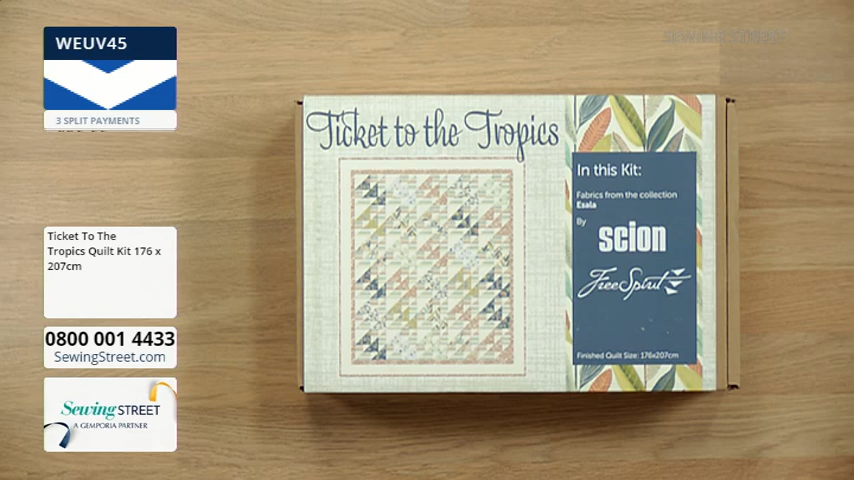 WEUV45
3 SPLIT PAYMENTS
Ticket To The
Tropics Quilt Kit 176 x
207cm
0800 001 4433
SewingStreet.com
Sewing STREET
A GEMPORIA PARTNER
SEWING STREET
Ticket to the Tropics
In this Kit:
Fabrics from the collection
Esala
By
scion
FreeSpirit
Finished Quilt Size: 176x207cm